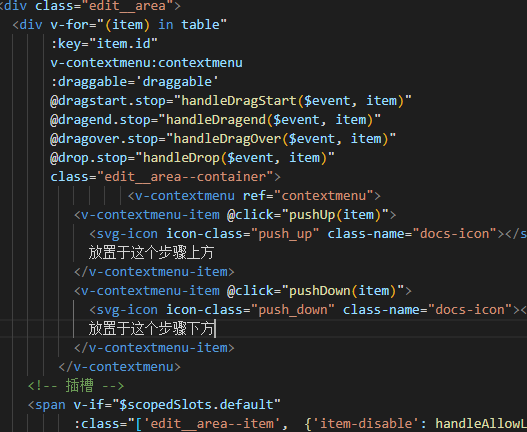 <div class="edit__area">
<div v-for="(item) in table"
:key="item.id"
v-contextmenu:contextmenu
:draggable='draggable'
@dragstart.stop="handleDragStart($event, item)"
@dragend.stop="handleDragend($event, item)"
@dragover.stop="handleDragOver($event, item)"
@drop.stop="handleDrop($event, item)"
class="edit__area--container">
<v-contextmenu ref="contextmenu">
<v-contextmenu-item @click="pushUp(item)">
<svg-icon icon-class="push_up" class-name="docs-icon"></s
放置于这个步骤上方
</v-contextmenu-item>
<v-contextmenu-item @click="pushDown(item)">
<svg-icon icon-class="push_down" class-name="docs-icon"><
放置于这个步骤下方
</v-contextmenu-item>
</v-contextmenu>
<!-- 插槽 -->
<span v-if="$scopedSlots.default"
:class="['edit__area--item', {'item-disable': handleAllowL